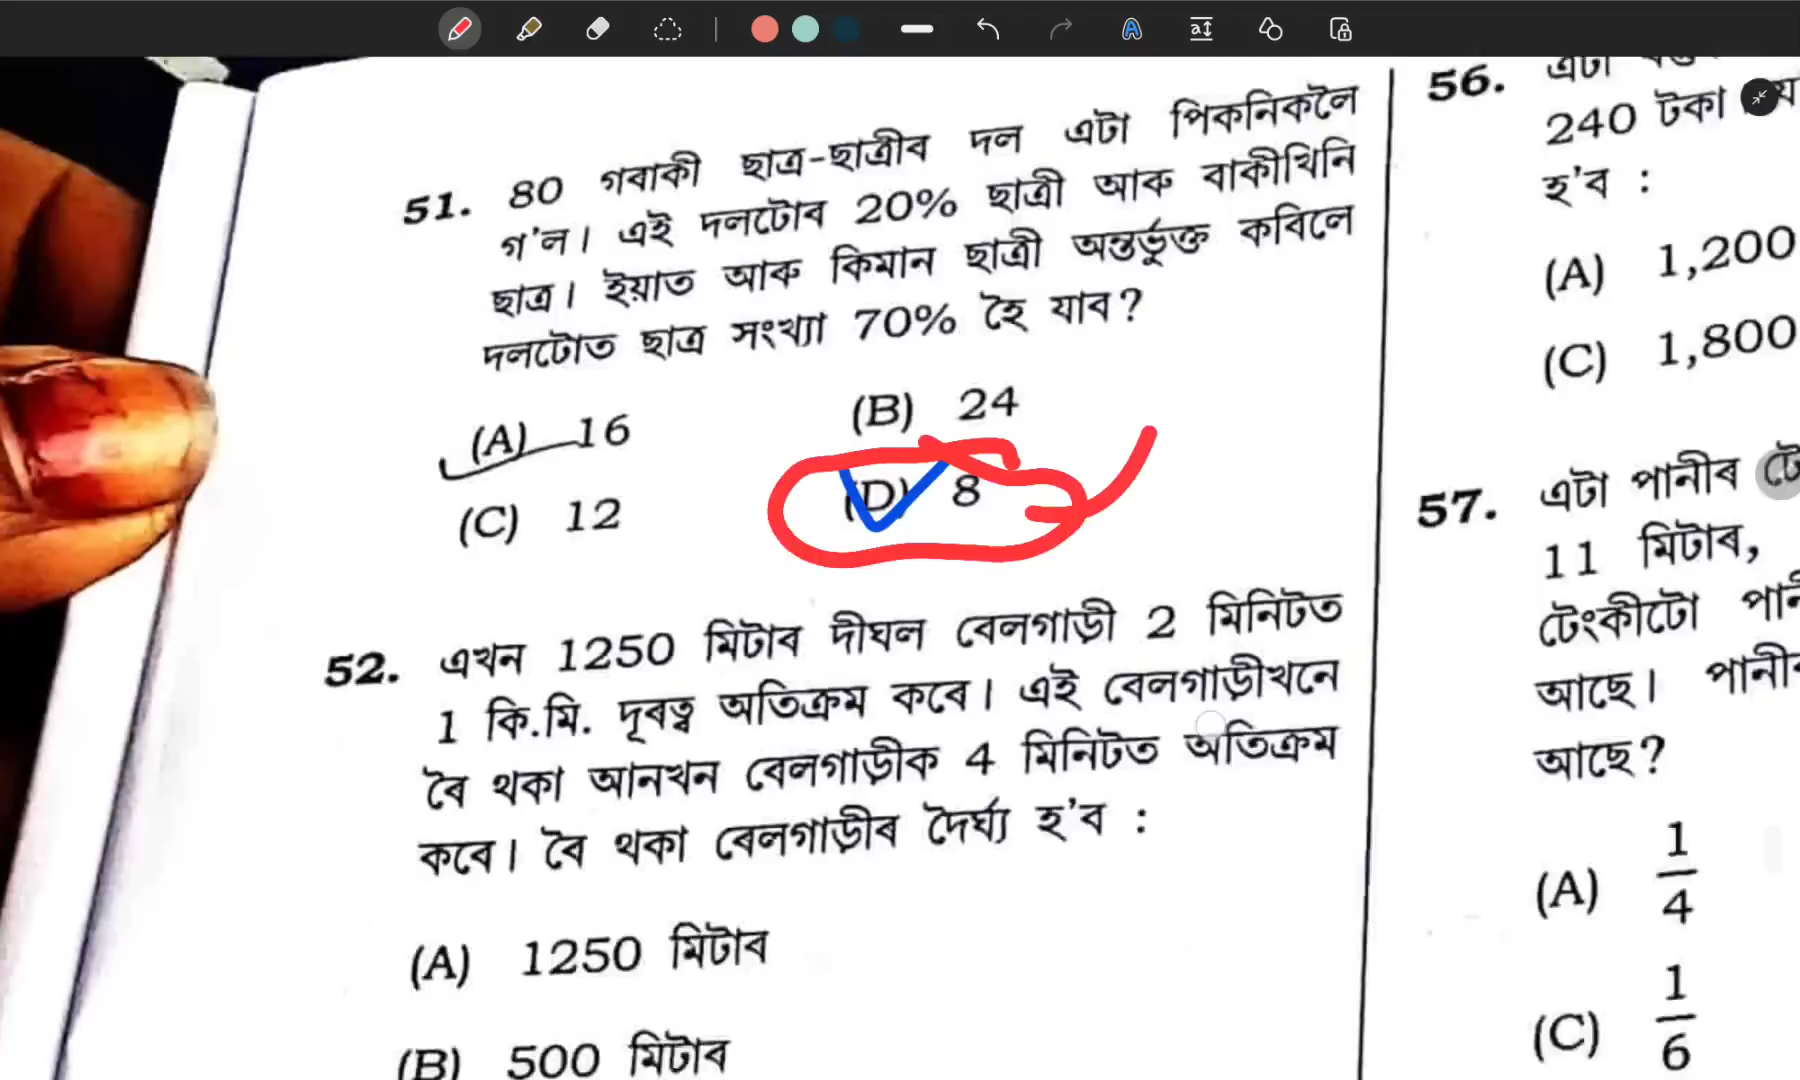 51. 80 গৰাকী ছাত্ৰ-ছাত্ৰীৰ দল এটা পিকনিকলৈ
গ'ল। এই দলটোৰ 20% ছাত্ৰী আৰু বাকীখিনি
ছাত্ৰ। ইয়াত আৰু কিমান ছাত্ৰী অন্তৰ্ভুক্ত কৰিলে
দলটোত ছাত্ৰ সংখ্যা 70% হৈ যাব?
(A) 16
(B) 24
(C) 12
(D) 8
52. এখন 1250 মিটাৰ দীঘল ৰেলগাড়ী 2 মিনিটত
1 কি.মি. দূৰত্ব অতিক্ৰম কৰে। এই ৰেলগাড়ীখনে
ৰৈ থকা আনখন ৰেলগাড়ীক 4 মিনিটত অতিক্ৰম
কৰে। ৰৈ থকা ৰেলগাড়ীৰ দৈৰ্ঘ্য হ'ব :
(A) 1250 মিটাৰ
(B) 500 মিটাৰ
56. এটা
240 টকা
হ'ব :
(A) 1,200
(C) 1,800
57. এটা পানীৰ
11 মিটাৰ,
টেংকীটো
আছে।
আছে?
(A) 1/4
(C) 1/6